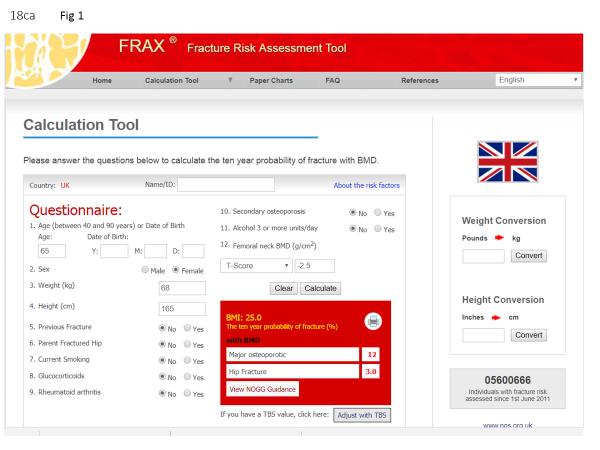 18ca Fig 1
FRAX ® Fracture Risk Assessment Tool
Home Calculation Tool Paper Charts FAQ References English
Calculation Tool
Please answer the questions below to calculate the ten year probability of fracture with BMD.
Country: UK Name/ID: About the risk factors
Questionnaire:
1. Age (between 40 and 90 years) or Date of Birth
Age: Date of Birth:
65 Y: M: D:
2. Sex Male Female
3. Weight (kg) 68
4. Height (cm) 165
5. Previous Fracture No Yes
6. Parent Fractured Hip No Yes
7. Current Smoking No Yes
8. Glucocorticoids No Yes
9. Rheumatoid arthritis No Yes
10. Secondary osteoporosis No Yes
11. Alcohol 3 or more units/day No Yes
12. Femoral neck BMD (g/cm²)
T-Score -2.5
Clear Calculate
BMI: 25.0
The ten year probability of fracture (%)
with BMD
Major osteoporotic 12
Hip Fracture 3.0
View NOGG Guidance
If you have a TBS value, click here: Adjust with TBS
Weight Conversion
Pounds kg
Convert
Height Conversion
Inches cm
Convert
05600666
Individuals with fracture risk
assessed since 1st June 2011
www.nos.org.uk